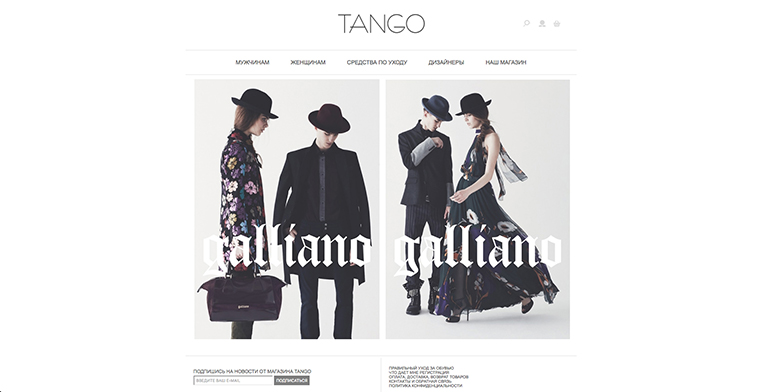 TANGO
МУЖЧИНАМ ЖЕНЩИНАМ СРЕДСТВА ПО УХОДУ ДИЗАЙНЕРЫ НАШ МАГАЗИН
galliano galliano
ПОДПИШИСЬ НА НОВОСТИ ОТ МАГАЗИНА TANGO
ВВЕДИТЕ ВАШ E-MAIL ПОДПИСАТЬСЯ
ПРАВИЛЬНЫЙ УХОД ЗА ОБУВЬЮ
ЧТО ДАЕТ МНЕ РЕГИСТРАЦИЯ
ОПЛАТА, ДОСТАВКА, ВОЗВРАТ ТОВАРОВ
КОНТАКТЫ И ОБРАТНАЯ СВЯЗЬ
ПОЛИТИКА КОНФИДЕНЦИАЛЬНОСТИ